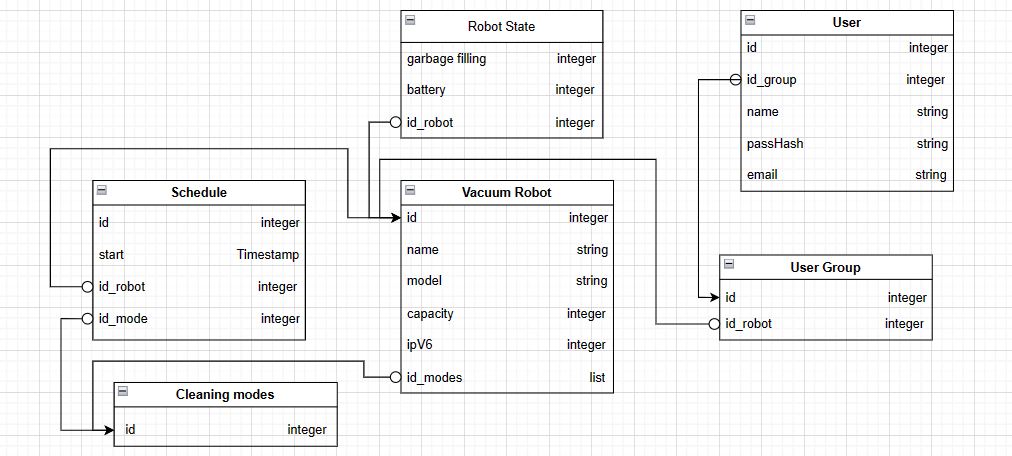 Robot State
garbage filling integer
battery integer
id_robot integer
User
id integer
id_group integer
name string
passHash string
email string
Schedule
id integer
start Timestamp
id_robot integer
id_mode integer
Vacuum Robot
id integer
name string
model string
capacity integer
ipV6 integer
id_modes list
User Group
id integer
id_robot integer
Cleaning modes
id integer